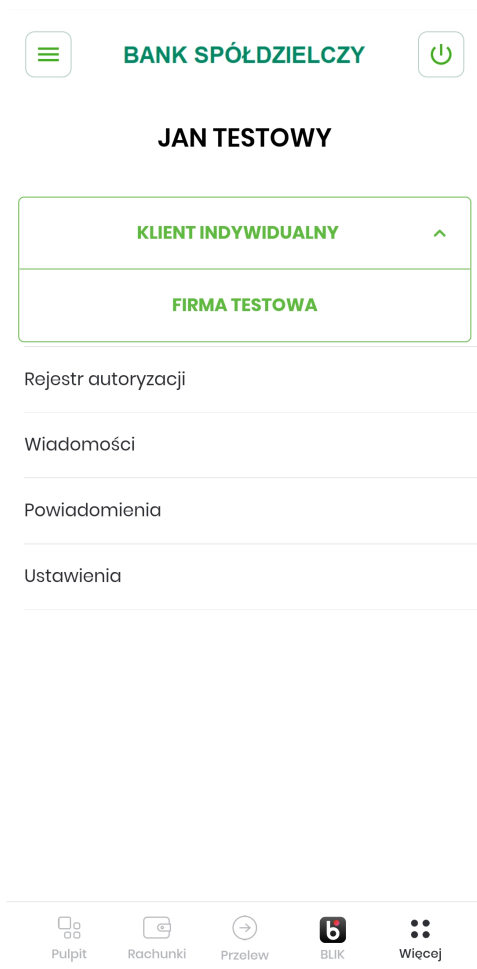 BANK SPÓŁDZIELCZY
JAN TESTOWY
KLIENT INDYWIDUALNY
FIRMA TESTOWA
Rejestr autoryzacji
Wiadomości
Powiadomienia
Ustawienia
Pulpit
Rachunki
Przelew
BLIK
Więcej